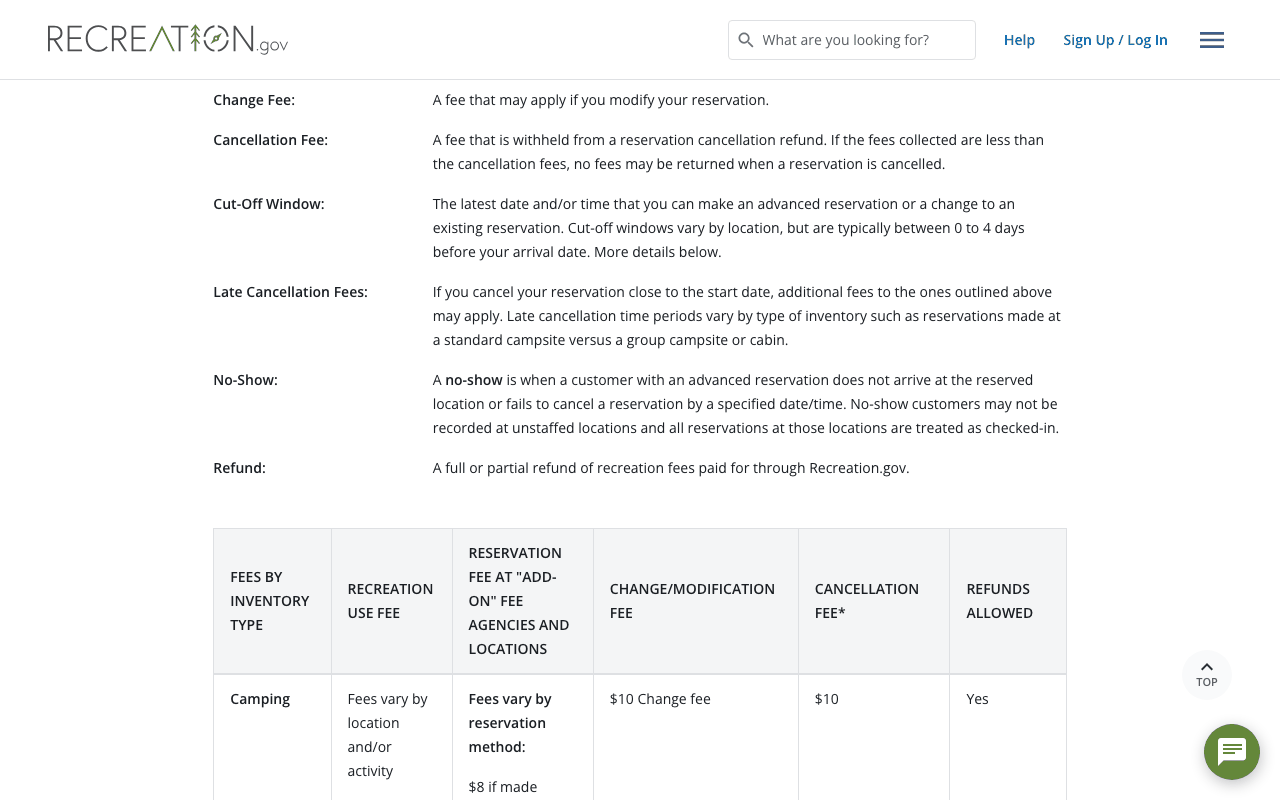 RECREATION.gov
What are you looking for?
Help
Sign Up / Log In
Change Fee:
A fee that may apply if you modify your reservation.
Cancellation Fee:
A fee that is withheld from a reservation cancellation refund. If the fees collected are less than
the cancellation fees, no fees may be returned when a reservation is cancelled.
Cut-Off Window:
The latest date and/or time that you can make an advanced reservation or a change to an
existing reservation. Cut-off windows vary by location, but are typically between 0 to 4 days
before your arrival date. More details below.
Late Cancellation Fees:
If you cancel your reservation close to the start date, additional fees to the ones outlined above
may apply. Late cancellation time periods vary by type of inventory such as reservations made at
a standard campsite versus a group campsite or cabin.
No-Show:
A no-show is when a customer with an advanced reservation does not arrive at the reserved
location or fails to cancel a reservation by a specified date/time. No-show customers may not be
recorded at unstaffed locations and all reservations at those locations are treated as checked-in.
Refund:
A full or partial refund of recreation fees paid for through Recreation.gov.
FEES BY
INVENTORY
TYPE
RECREATION
USE FEE
RESERVATION
FEE AT "ADD-
ON" FEE
AGENCIES AND
LOCATIONS
CHANGE/MODIFICATION
FEE
CANCELLATION
FEE*
REFUNDS
ALLOWED
Camping
Fees vary by
location
and/or
activity
Fees vary by
reservation
method:
$8 if made
$10 Change fee
$10
Yes
TOP